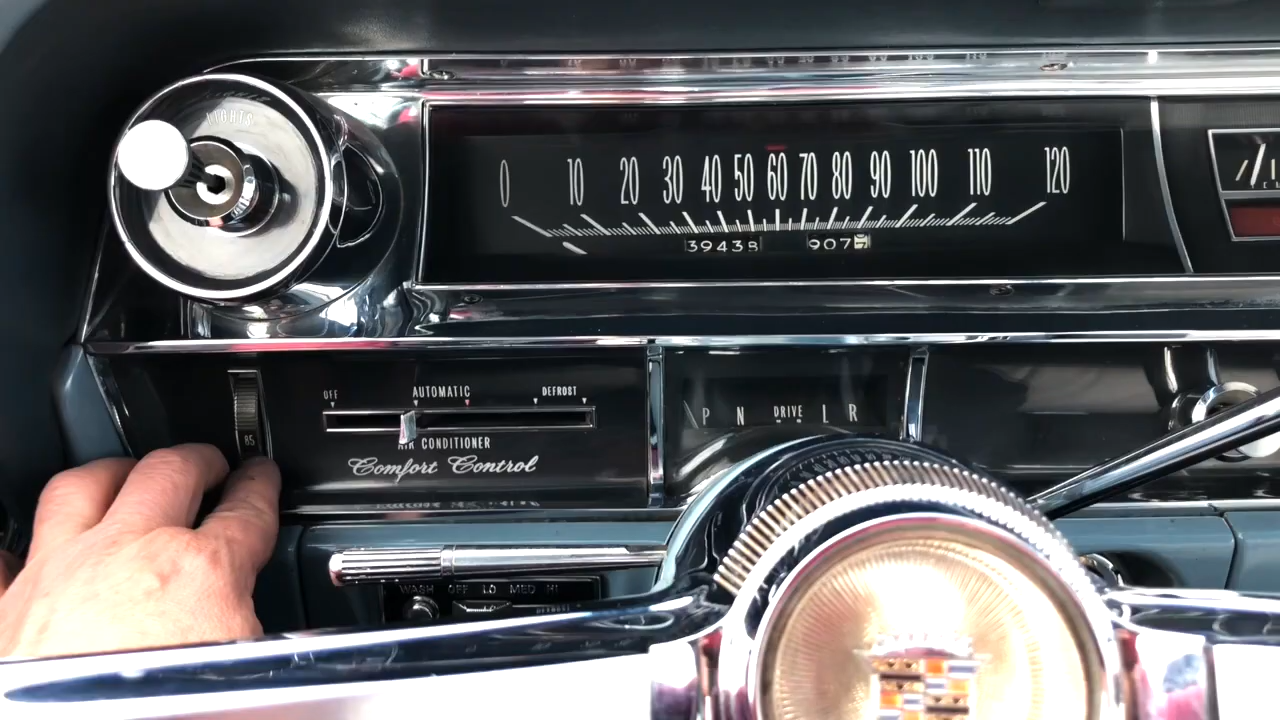 LIGHTS
0 10 20 30 40 50 60 70 80 90 100 110 120
39438 907
OFF AUTOMATIC DEFROST
85
AIR CONDITIONER
Comfort Control
P N DRIVE L R
WASH OFF LO MED HI
DEFROST